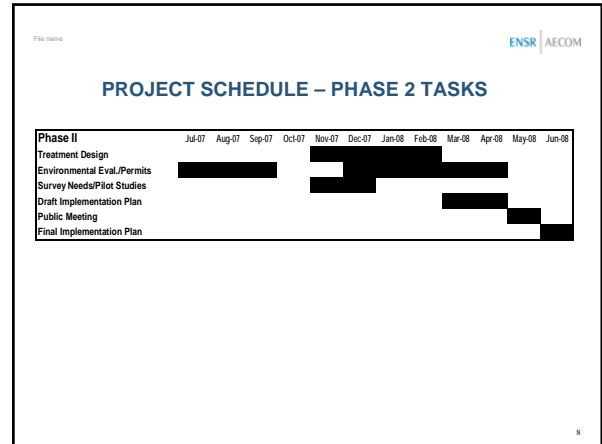 File name
ENSR AECOM
PROJECT SCHEDULE – PHASE 2 TASKS
Phase II Jul-07 Aug-07 Sep-07 Oct-07 Nov-07 Dec-07 Jan-08 Feb-08 Mar-08 Apr-08 May-08 Jun-08
Treatment Design
Environmental Eval./Permits
Survey Needs/Pilot Studies
Draft Implementation Plan
Public Meeting
Final Implementation Plan
8